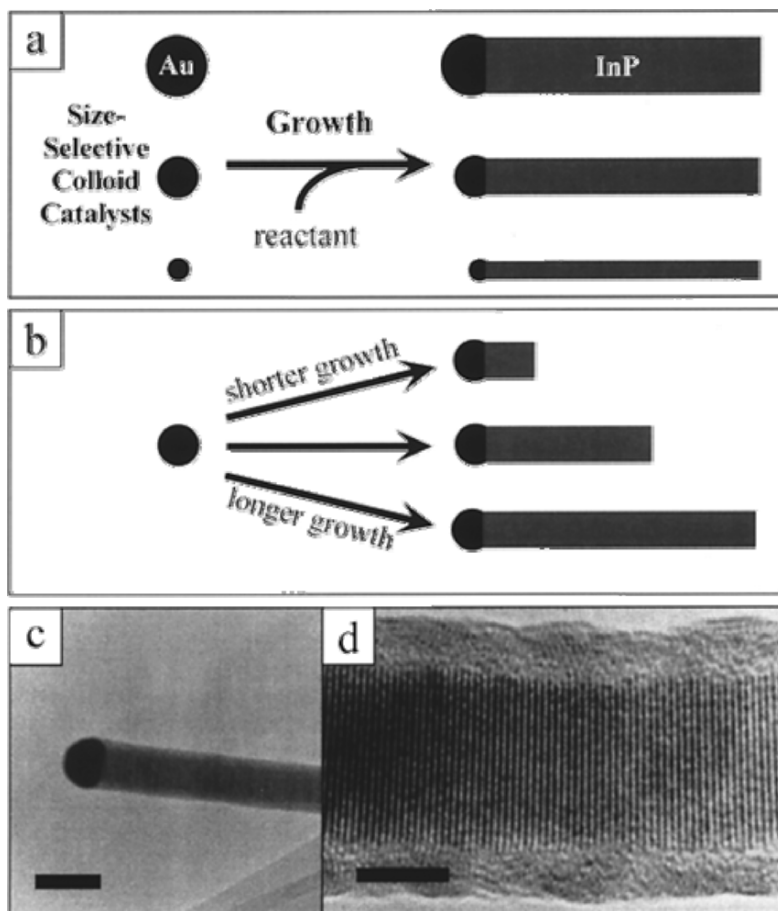 a
Au
InP
Size-
Selective
Colloid
Catalysts
Growth
reactant
b
shorter growth
longer growth
c
d